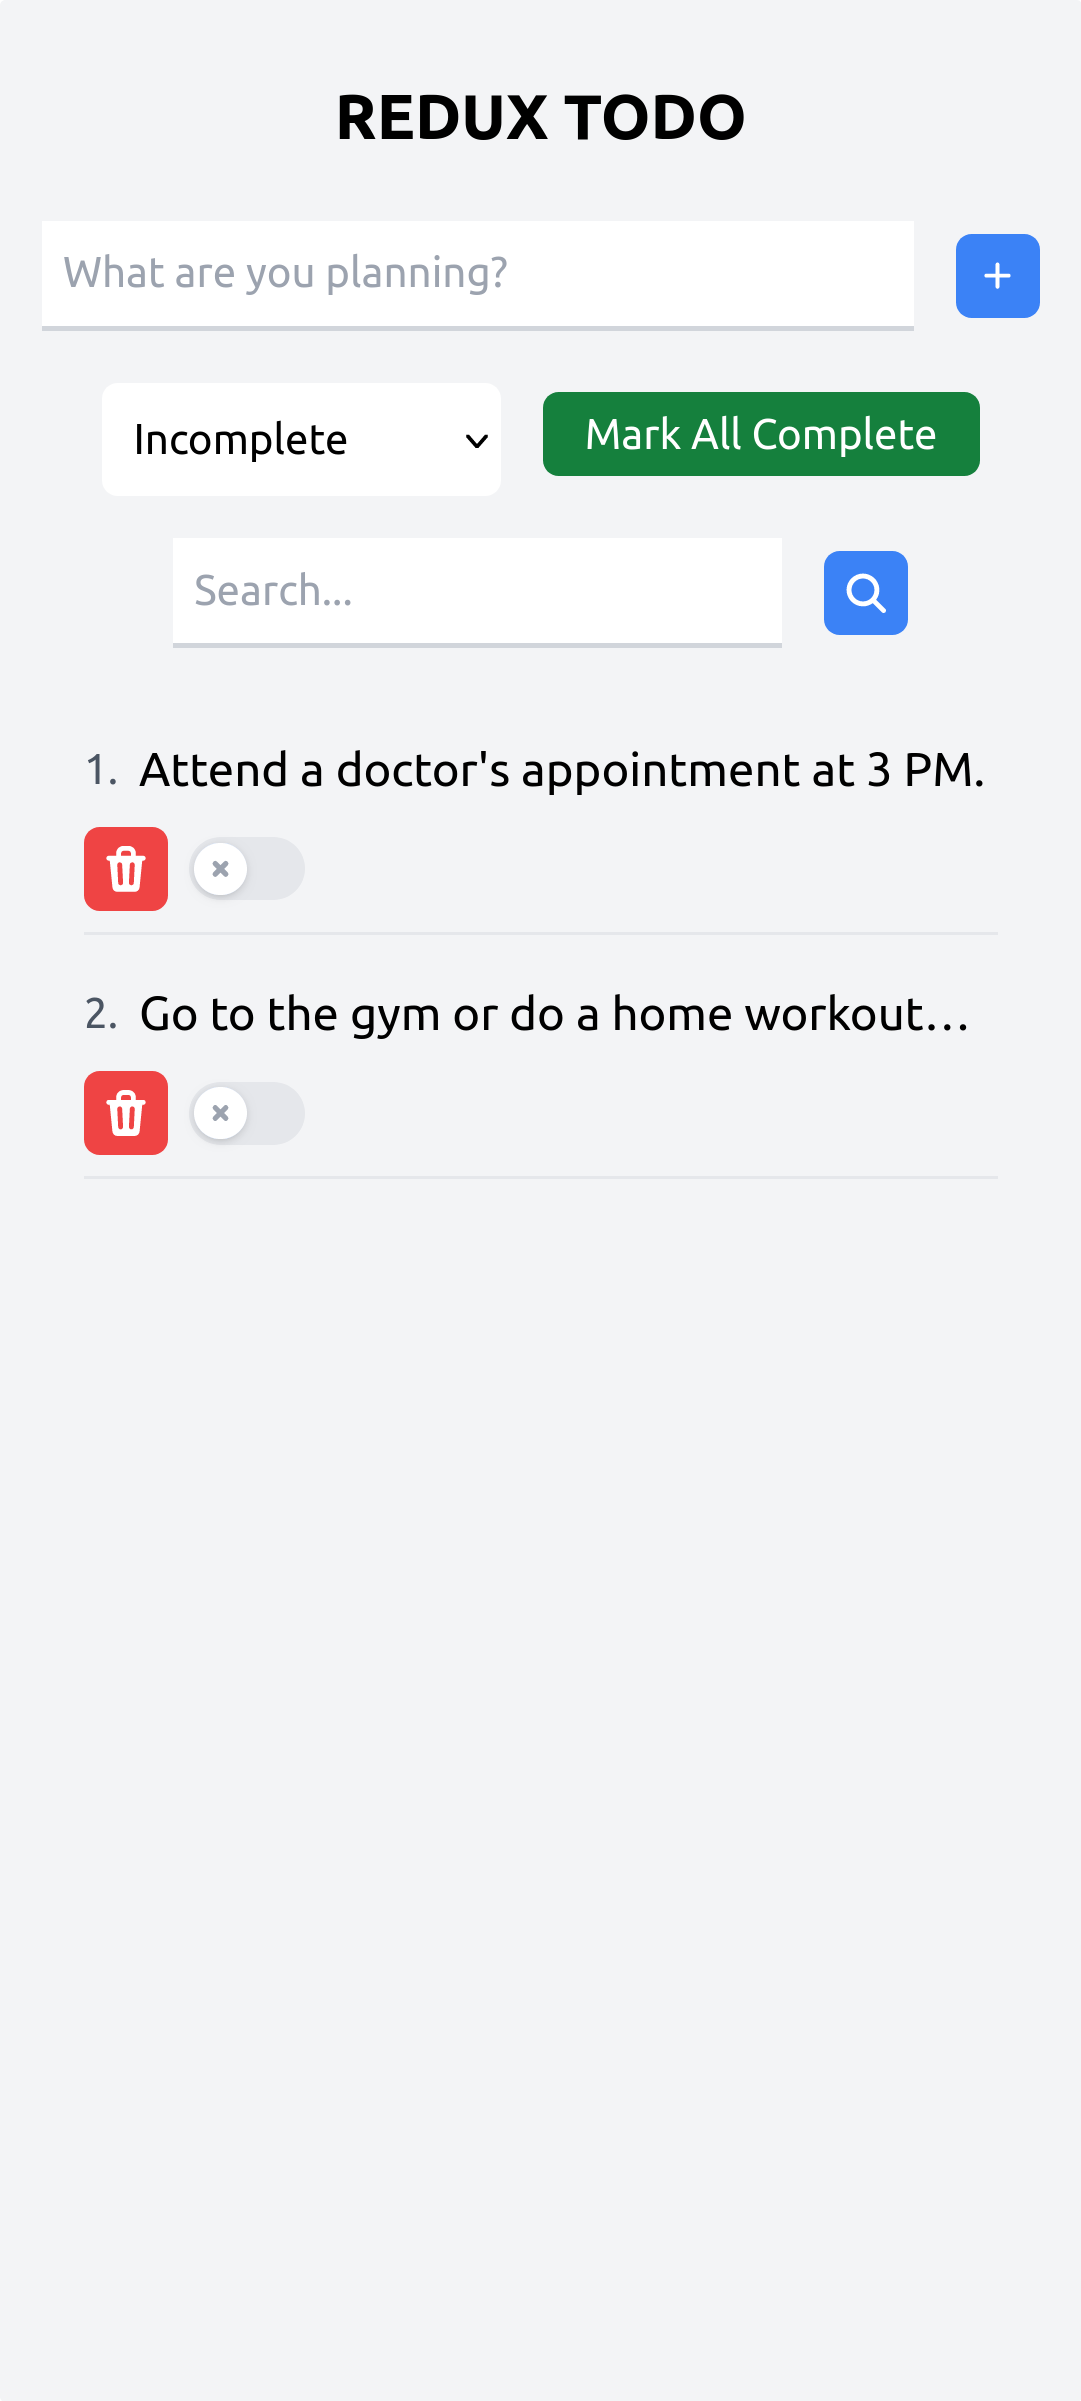 REDUX TODO
What are you planning?
Incomplete
Mark All Complete
Search...
1. Attend a doctor's appointment at 3 PM.
2. Go to the gym or do a home workout...